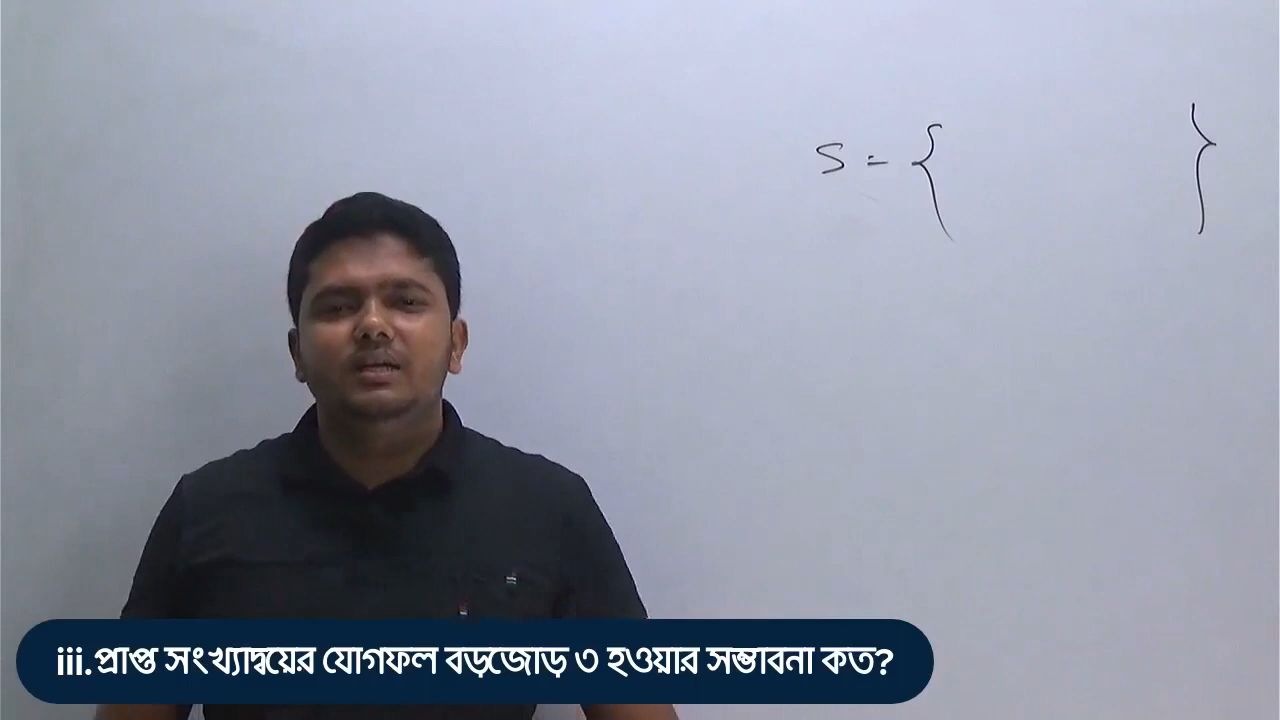 S = { }
iii. প্রাপ্ত সংখ্যাদ্বয়ের যোগফল বড়জোড় ৩ হওয়ার সম্ভাবনা কত?